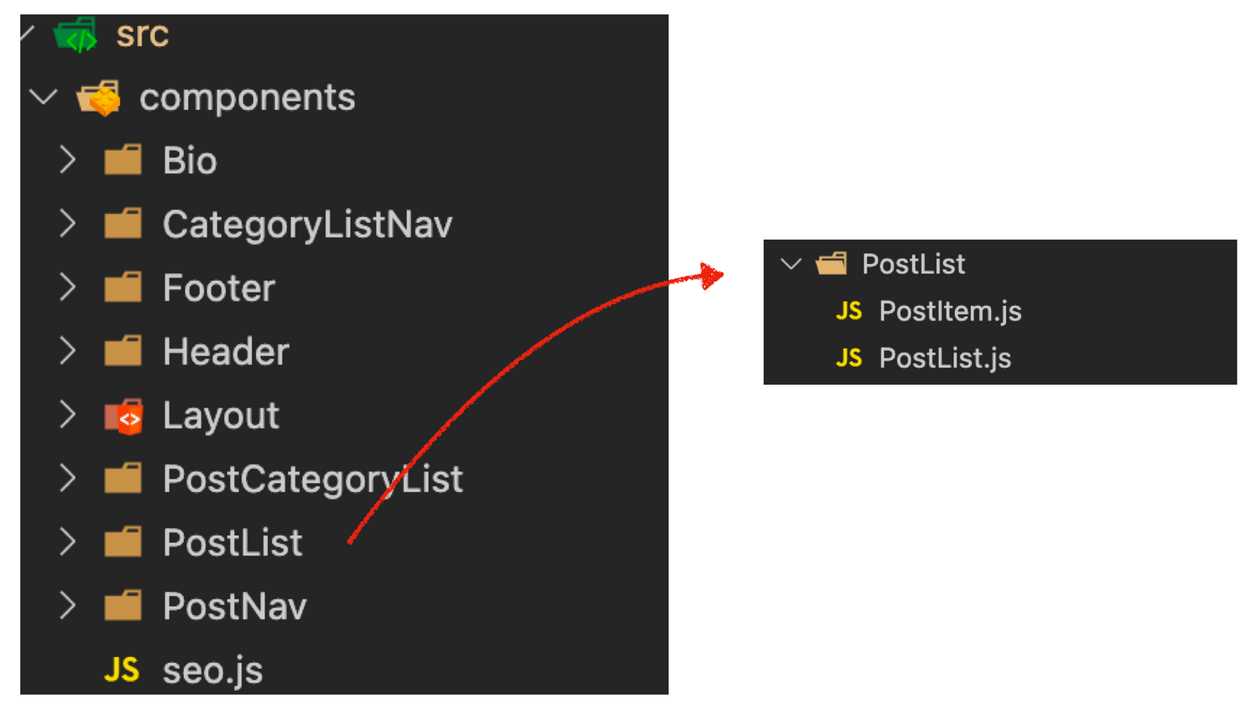 src
components
Bio
CategoryListNav
Footer
Header
Layout
PostCategoryList
PostList
PostNav
JS seo.js
PostList
JS PostItem.js
JS PostList.js